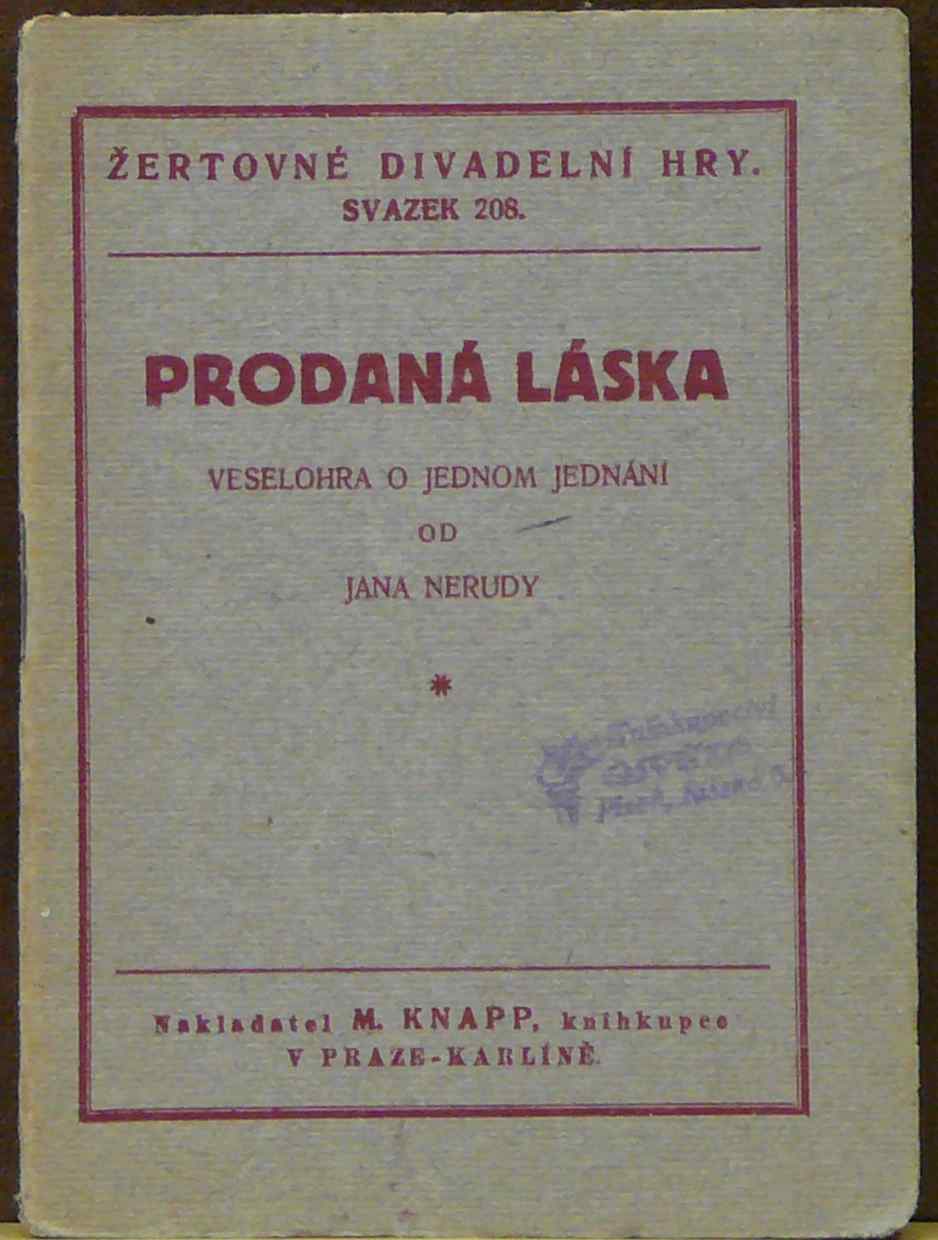 ŽERTOVNÉ DIVADELNÍ HRY.
SVAZEK 208.
PRODANÁ LÁSKA
VESELOHRA O JEDNOM JEDNÁNÍ
OD
JANA NERUDY
*
Nakladatel M. KNAPP, knihkupec
V PRAZE-KARLÍNĚ.